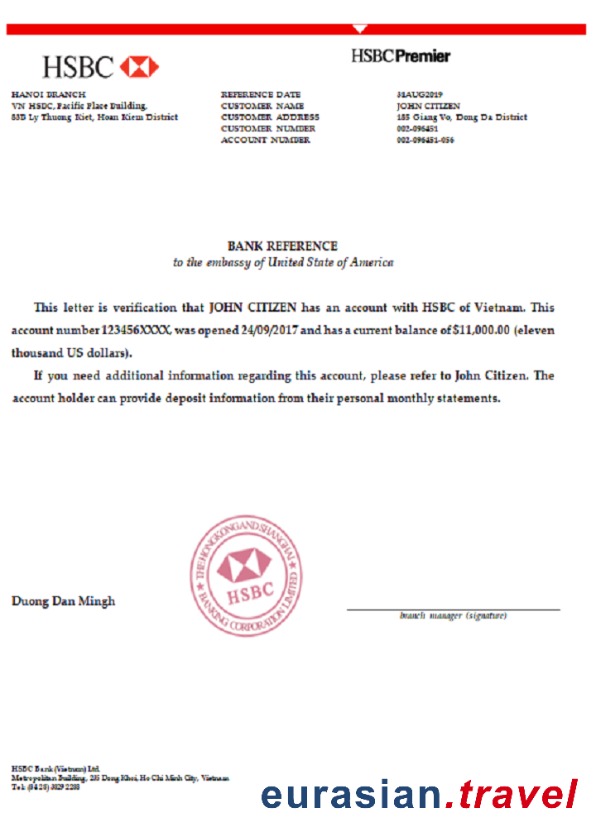 HSBC
HSBC Premier
HANOI BRANCH
VN HSDC, Pacific Place Building,
83B Ly Thuong Kiet, Hoan Kiem District
REFERENCE DATE 31AUG2019
CUSTOMER NAME JOHN CITIZEN
CUSTOMER ADDRESS 185 Giang Vo, Dong Da District
CUSTOMER NUMBER 002-096451
ACCOUNT NUMBER 002-096451-056
BANK REFERENCE
to the embassy of United State of America
This letter is verification that JOHN CITIZEN has an account with HSBC of Vietnam. This
account number 123456XXXX, was opened 24/09/2017 and has a current balance of $11,000.00 (eleven
thousand US dollars).
If you need additional information regarding this account, please refer to John Citizen. The
account holder can provide deposit information from their personal monthly statements.
THE HONGKONG AND SHANGHAI
HSBC
BANKING CORPORATION LIMITED
Duong Dan Mingh
branch manager (signature)
HSBC Bank (Vietnam) Ltd.
Metropolitan Building, 235 Dong Khoi, Ho Chi Minh City, Vietnam
eurasian.travel